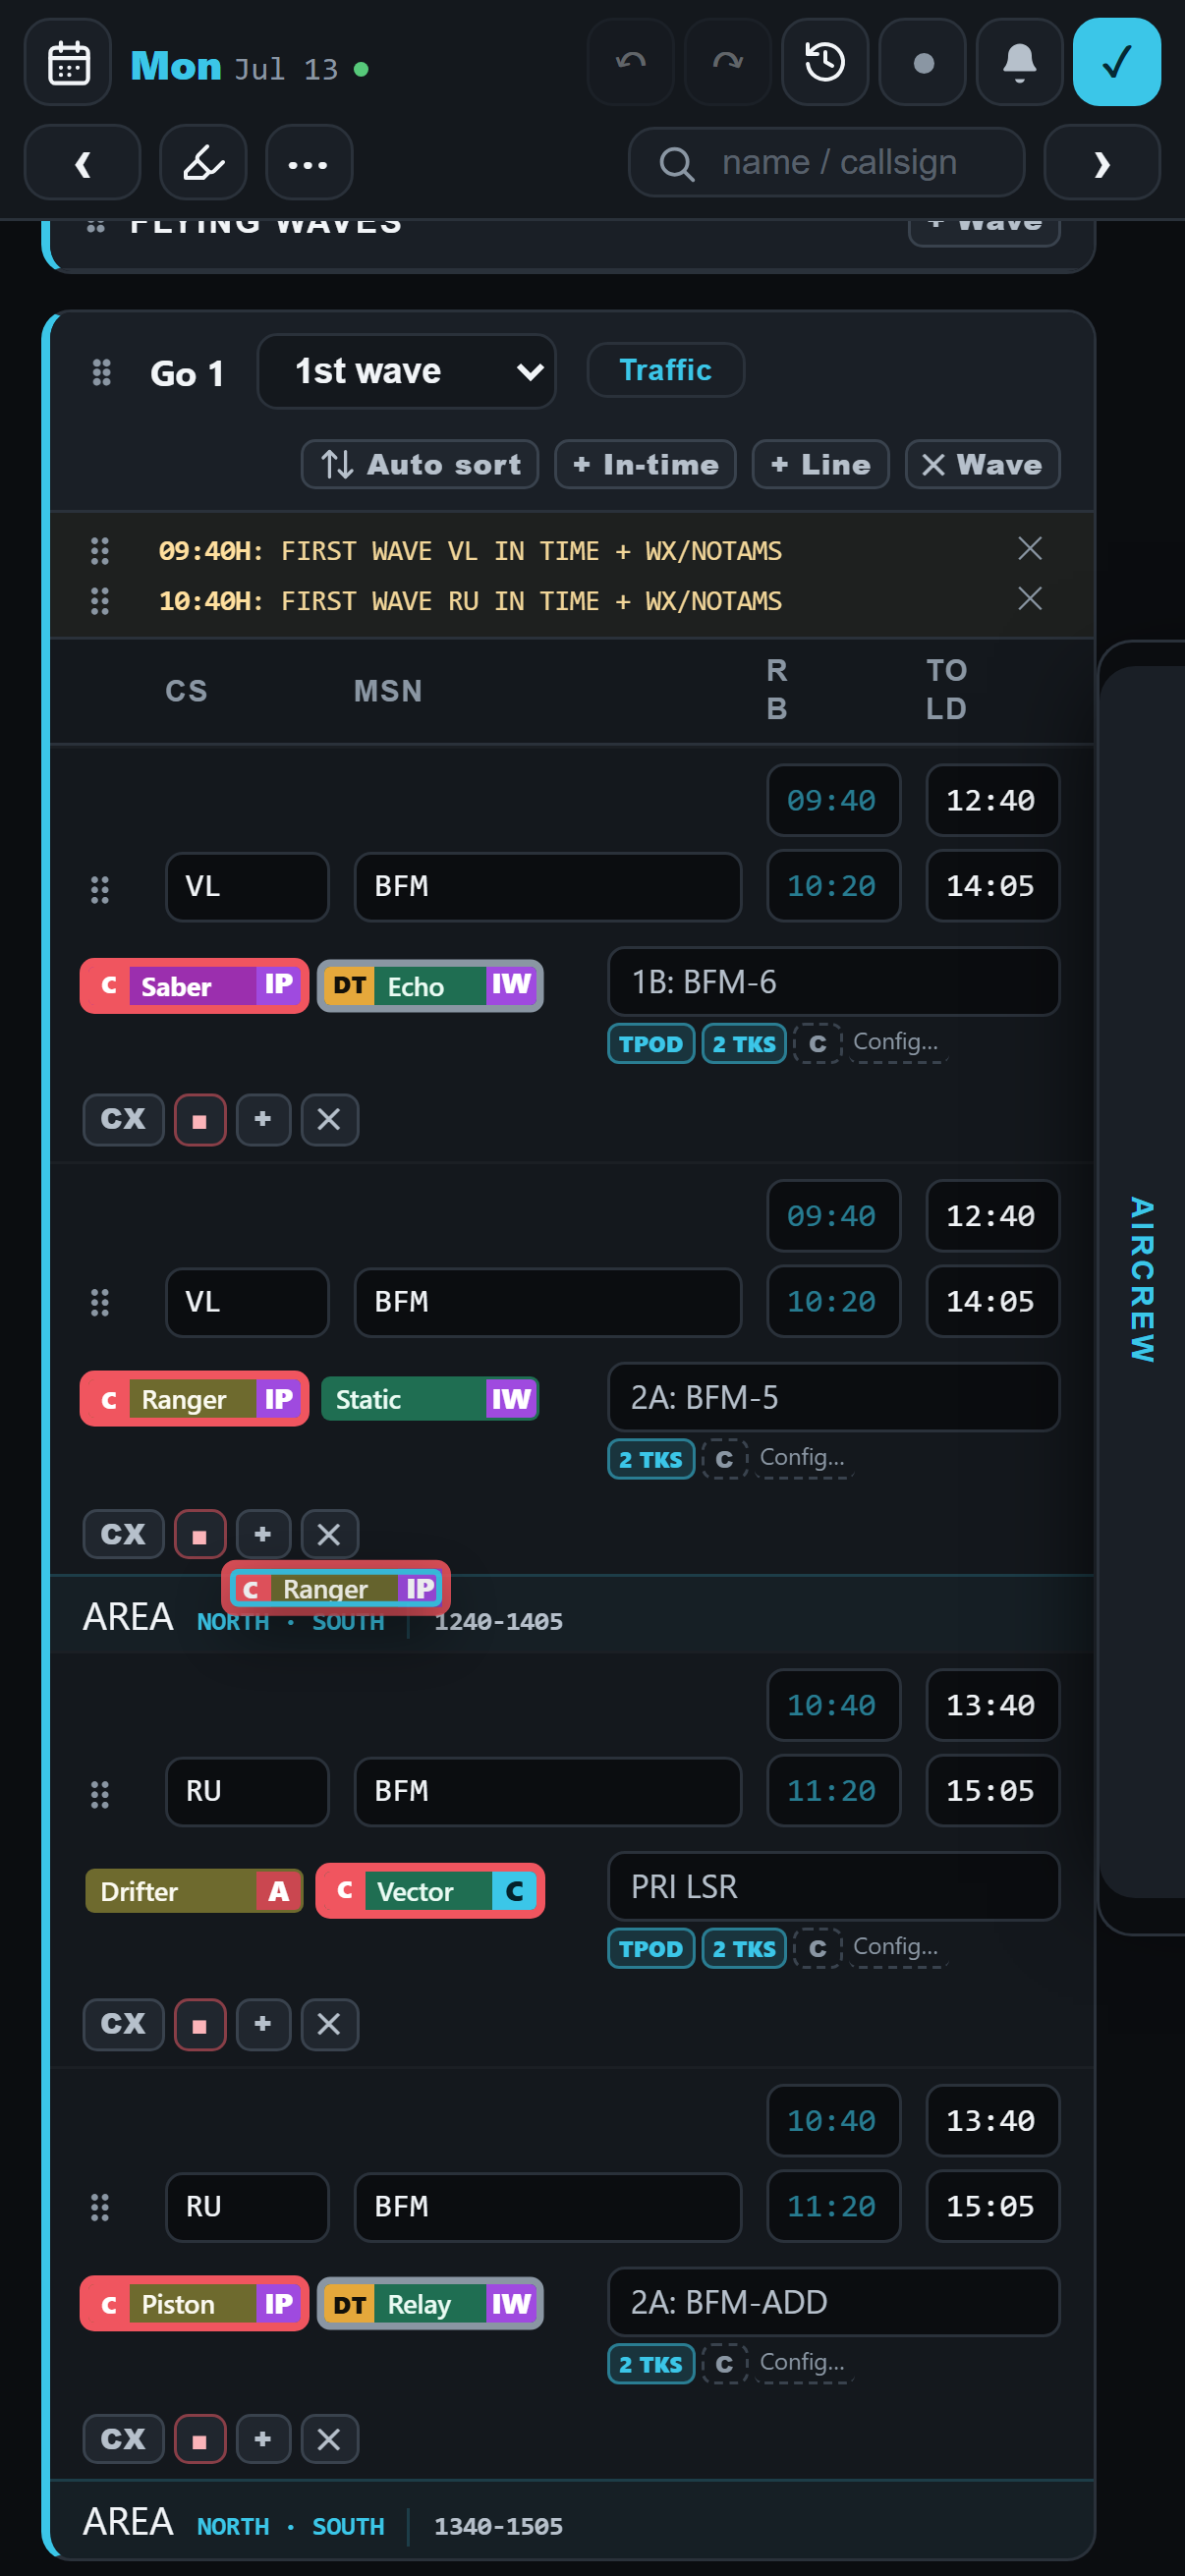 Mon Jul 13
name / callsign
FLYING WAVES + Wave
Go 1 1st wave Traffic
Auto sort + In-time + Line × Wave
09:40H: FIRST WAVE VL IN TIME + WX/NOTAMS
10:40H: FIRST WAVE RU IN TIME + WX/NOTAMS
CS MSN R B TO LD
09:40 12:40
VL BFM 10:20 14:05
C Saber IP DT Echo IW 1B: BFM-6
TPOD 2 TKS C Config...
CX + ×
09:40 12:40
VL BFM 10:20 14:05
C Ranger IP Static IW 2A: BFM-5
2 TKS C Config...
CX + ×
C Ranger IP
AREA NORTH · SOUTH 1240-1405
10:40 13:40
RU BFM 11:20 15:05
Drifter A C Vector C PRI LSR
TPOD 2 TKS C Config...
CX + ×
10:40 13:40
RU BFM 11:20 15:05
C Piston IP DT Relay IW 2A: BFM-ADD
2 TKS C Config...
CX + ×
AREA NORTH · SOUTH 1340-1505
AIRCREW